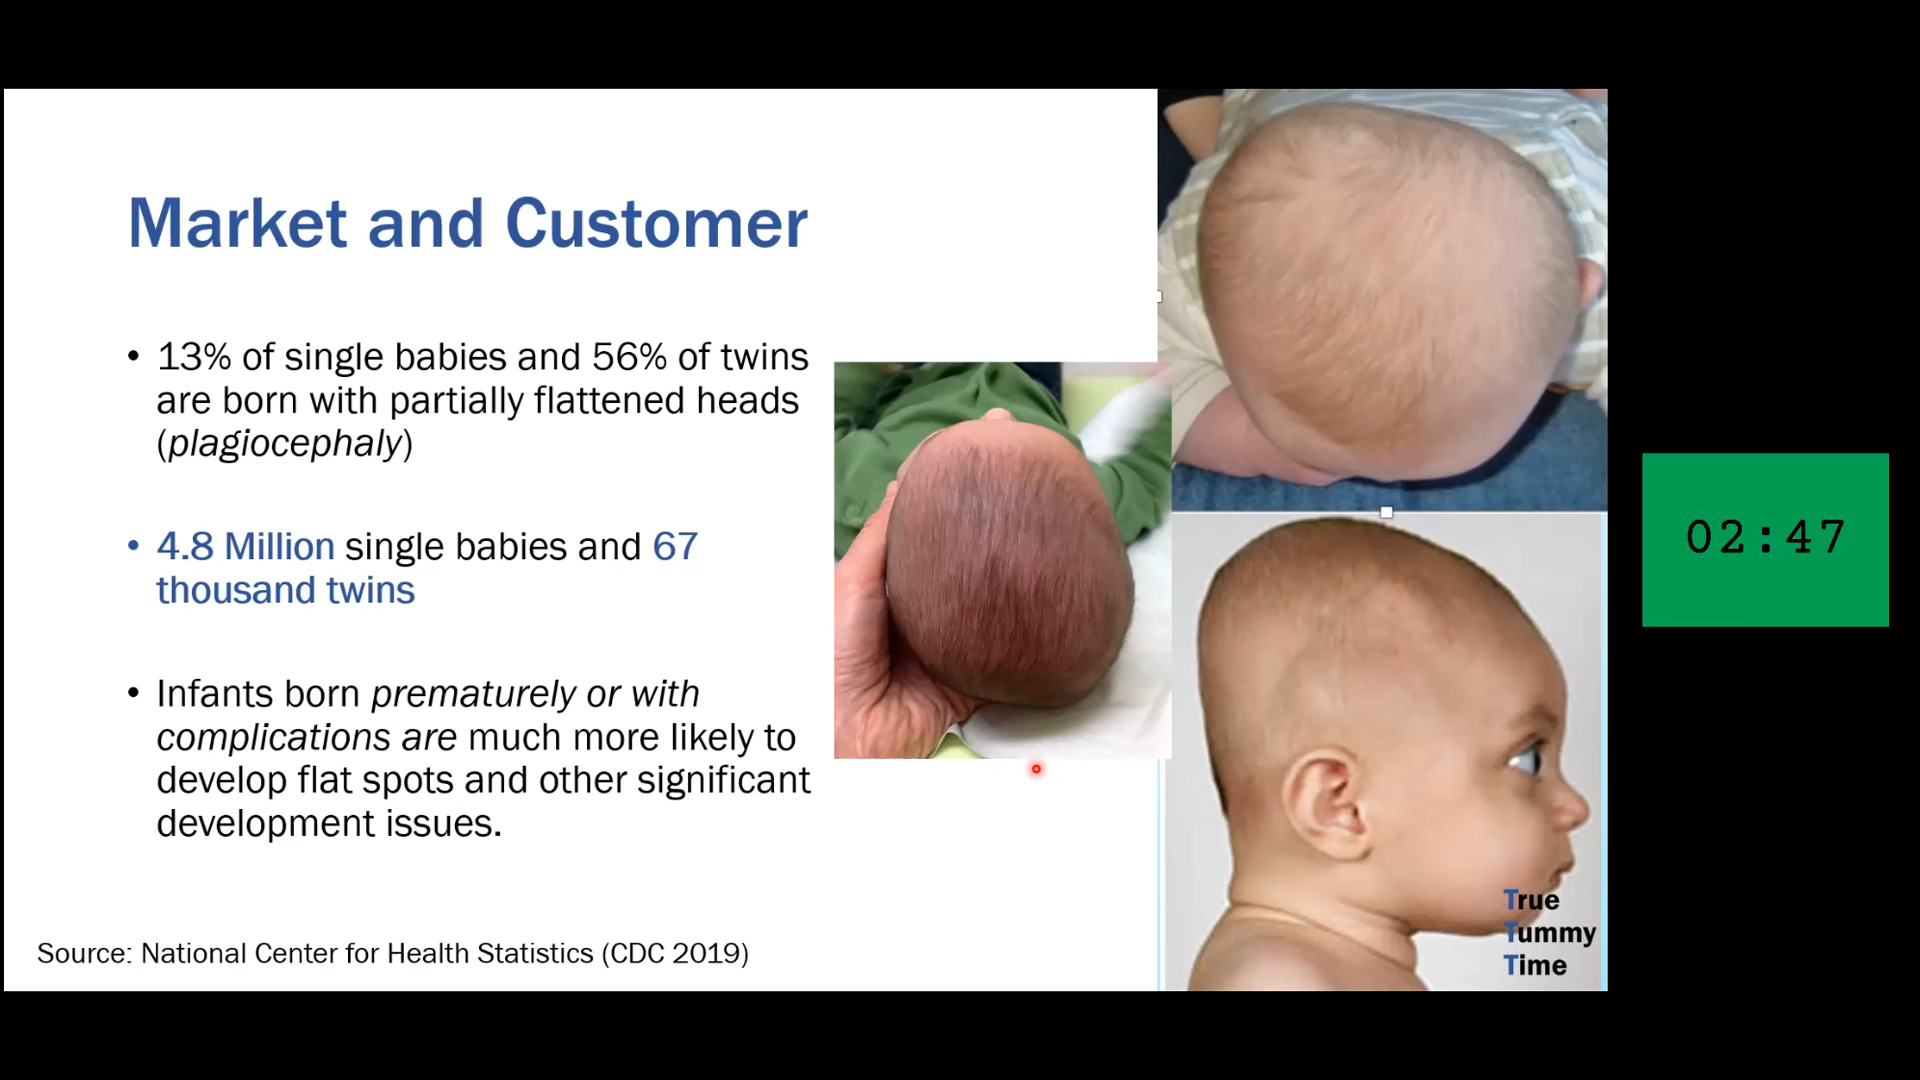 Market and Customer
• 13% of single babies and 56% of twins
are born with partially flattened heads
(plagiocephaly)
• 4.8 Million single babies and 67
thousand twins
• Infants born prematurely or with
complications are much more likely to
develop flat spots and other significant
development issues.
Source: National Center for Health Statistics (CDC 2019)
True
Tummy
Time
02:47